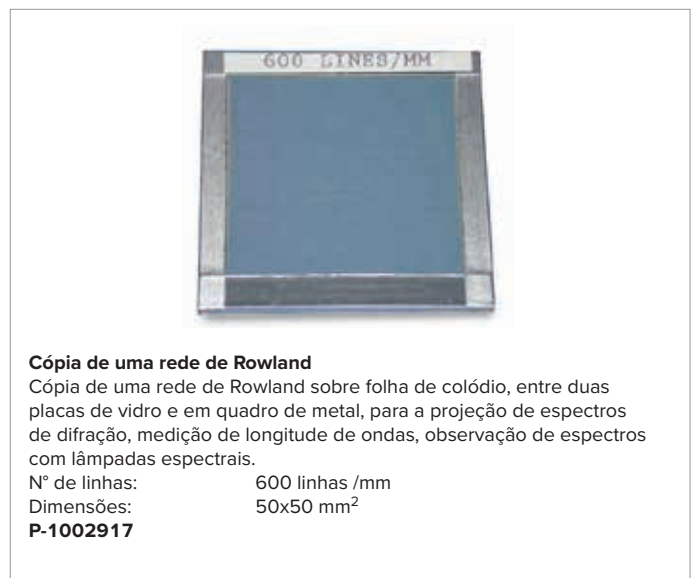 600 LINES/MM
Cópia de uma rede de Rowland
Cópia de uma rede de Rowland sobre folha de colódio, entre duas
placas de vidro e em quadro de metal, para a projeção de espectros
de difração, medição de longitude de ondas, observação de espectros
com lâmpadas espectrais.
N° de linhas: 600 linhas /mm
Dimensões: 50x50 mm²
P-1002917